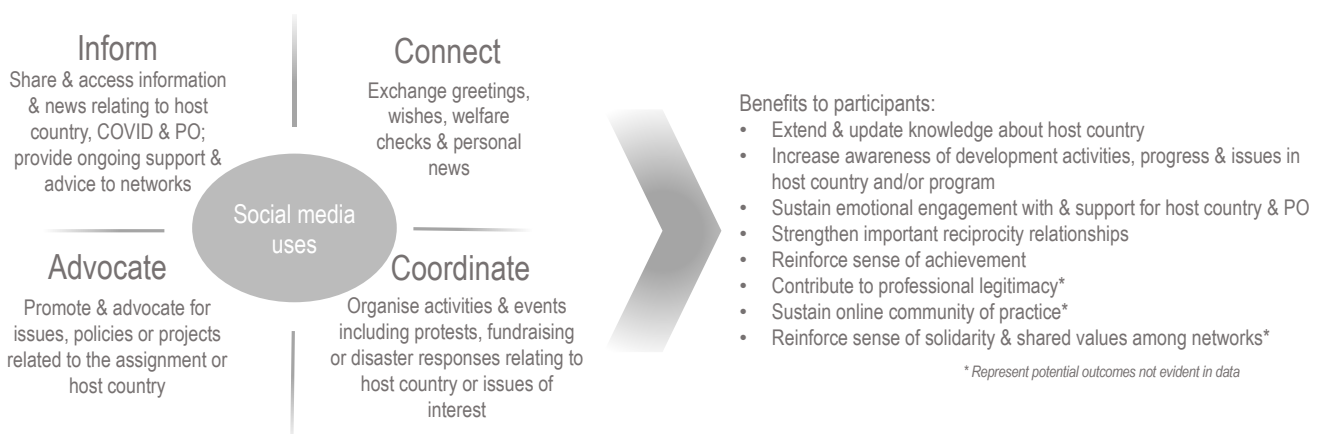 Inform
Share & access information
& news relating to host
country, COVID & PO;
provide ongoing support &
advice to networks
Connect
Exchange greetings,
wishes, welfare
checks & personal
news
Social media
uses
Advocate
Promote & advocate for
issues, policies or projects
related to the assignment or
host country
Coordinate
Organise activities & events
including protests, fundraising
or disaster responses relating to
host country or issues of
interest
Benefits to participants:
• Extend & update knowledge about host country
• Increase awareness of development activities, progress & issues in
host country and/or program
• Sustain emotional engagement with & support for host country & PO
• Strengthen important reciprocity relationships
• Reinforce sense of achievement
• Contribute to professional legitimacy*
• Sustain online community of practice*
• Reinforce sense of solidarity & shared values among networks*
* Represent potential outcomes not evident in data